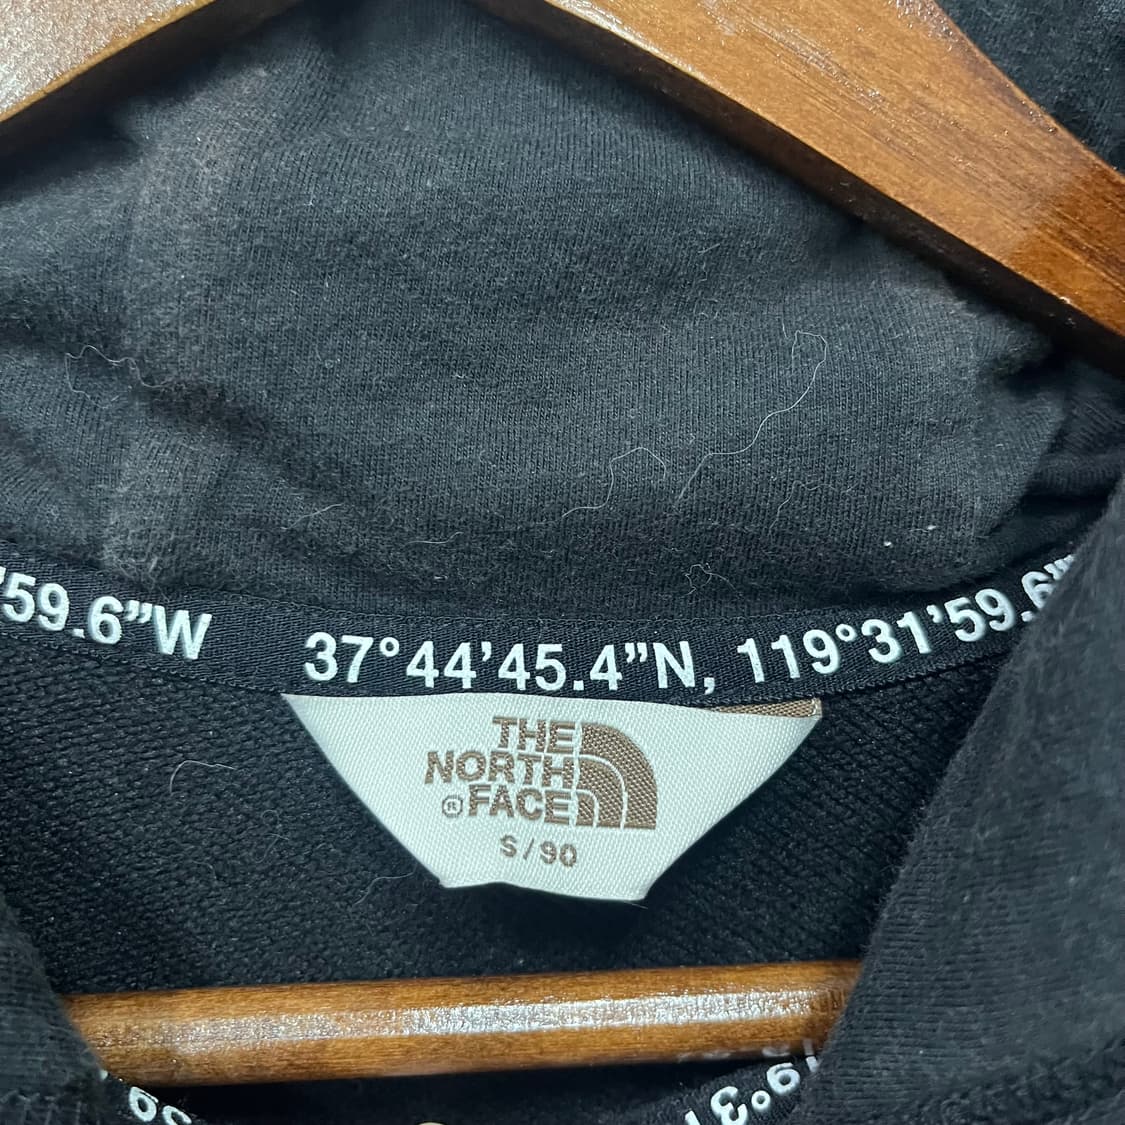 '59.6”W 37°44’45.4”N, 119°31’59.6”
THE
NORTH
® FACE
S/90